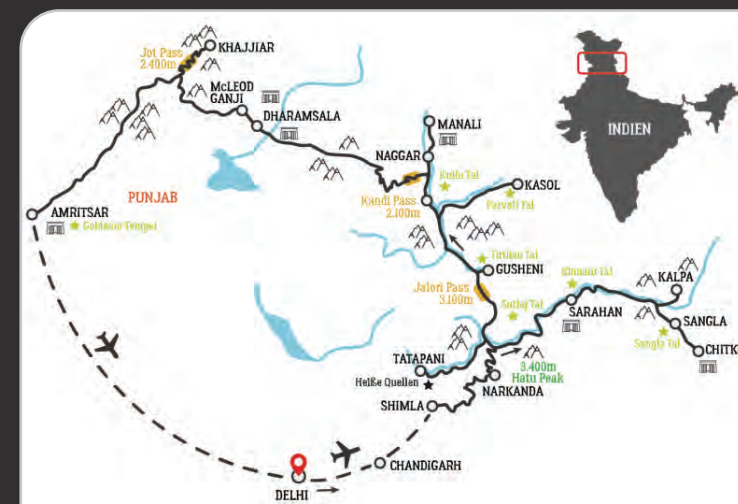 Jot Pass
2.400m
KHAJJIAR
McLEOD
GANJI
DHARAMSALA
MANALI
NAGGAR
INDIEN
PUNJAB
Kullu Tal
KASOL
Parvati Tal
Kandi Pass
2.100m
AMRITSAR
Goldener Tempel
Tirthan Tal
GUSHENI
Jalori Pass
3.100m
Kinnaur Tal
KALPA
Sutlej Tal
SARAHAN
SANGLA
Sangla Tal
CHITK
TATAPANI
Heiße Quellen
3.400m
Hatu Peak
NARKANDA
SHIMLA
CHANDIGARH
DELHI